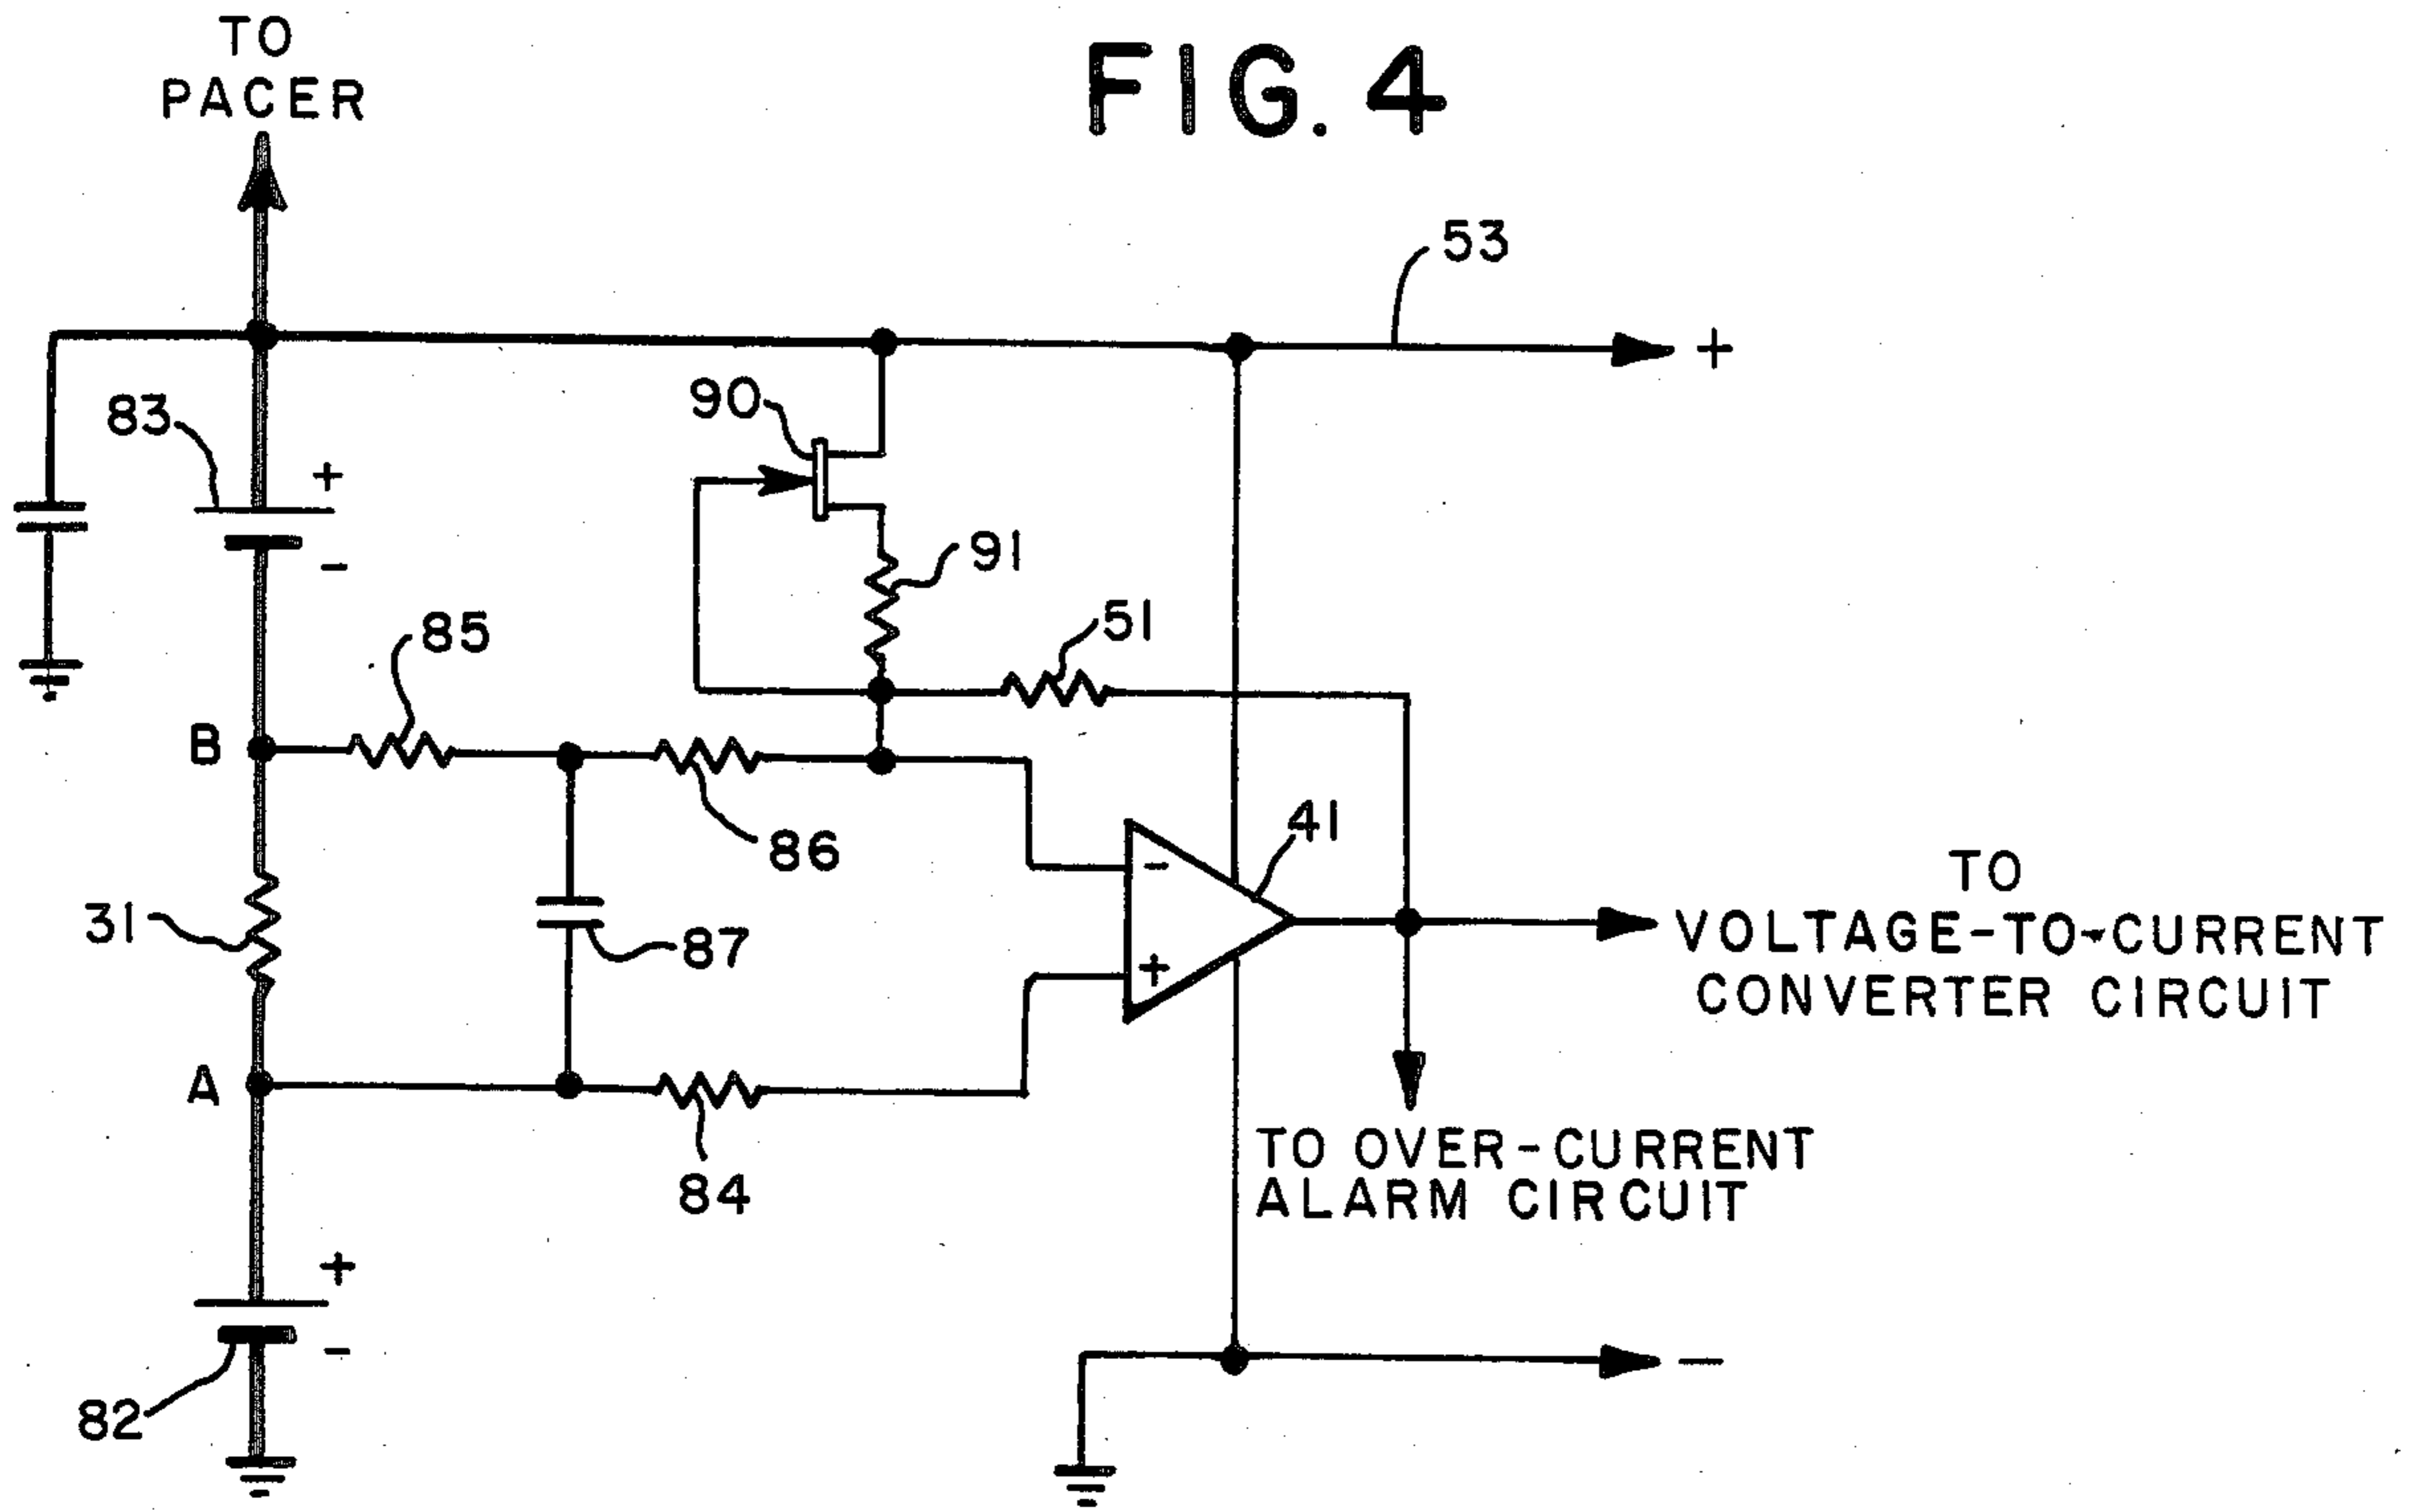 TO
PACER
FIG. 4
53
+
83
+
-
90
91
51
85
B
86
41
-
31
87
+
A
84
TO
VOLTAGE-TO-CURRENT
CONVERTER CIRCUIT
TO OVER-CURRENT
ALARM CIRCUIT
+
-
82
-